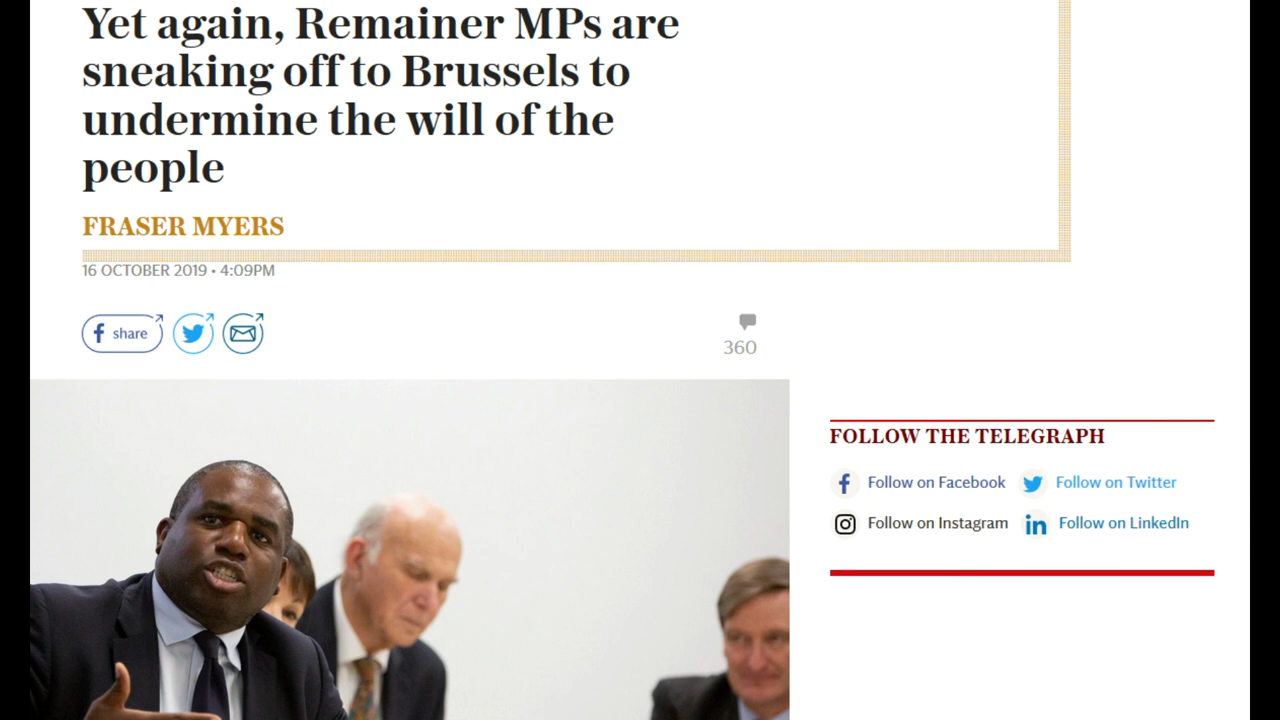 Yet again, Remainer MPs are
sneaking off to Brussels to
undermine the will of the
people
FRASER MYERS
16 OCTOBER 2019 • 4:09PM
share
360
FOLLOW THE TELEGRAPH
Follow on Facebook Follow on Twitter
Follow on Instagram Follow on LinkedIn